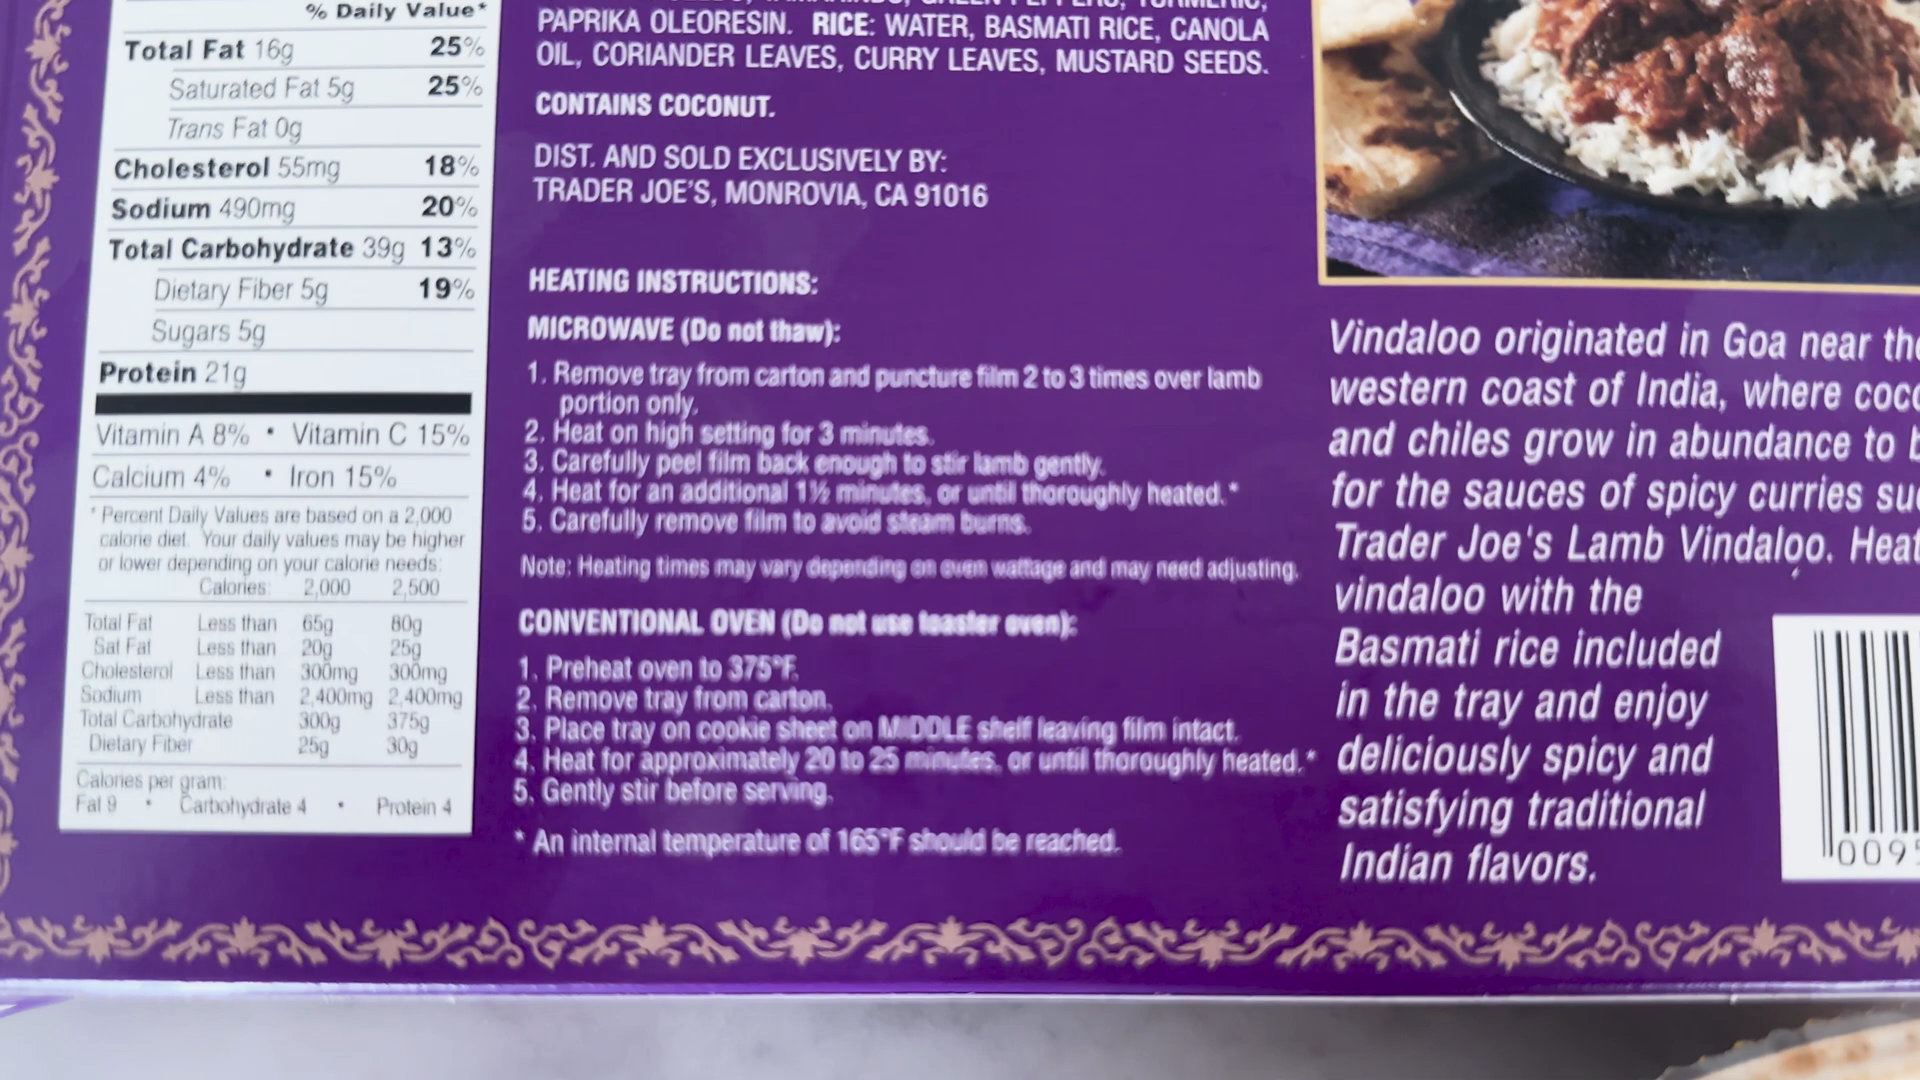 % Daily Value*
Total Fat 16g 25%
Saturated Fat 5g 25%
Trans Fat 0g
Cholesterol 55mg 18%
Sodium 490mg 20%
Total Carbohydrate 39g 13%
Dietary Fiber 5g 19%
Sugars 5g
Protein 21g
Vitamin A 8% • Vitamin C 15%
Calcium 4% • Iron 15%
* Percent Daily Values are based on a 2,000
calorie diet. Your daily values may be higher
or lower depending on your calorie needs:
Calories: 2,000 2,500
Total Fat Less than 65g 80g
Sat Fat Less than 20g 25g
Cholesterol Less than 300mg 300mg
Sodium Less than 2,400mg 2,400mg
Total Carbohydrate 300g 375g
Dietary Fiber 25g 30g
Calories per gram:
Fat 9 • Carbohydrate 4 • Protein 4
PAPRIKA OLEORESIN. RICE: WATER, BASMATI RICE, CANOLA
OIL, CORIANDER LEAVES, CURRY LEAVES, MUSTARD SEEDS.
CONTAINS COCONUT.
DIST. AND SOLD EXCLUSIVELY BY:
TRADER JOE'S, MONROVIA, CA 91016
HEATING INSTRUCTIONS:
MICROWAVE (Do not thaw):
1. Remove tray from carton and puncture film 2 to 3 times over lamb
portion only.
2. Heat on high setting for 3 minutes.
3. Carefully peel film back enough to stir lamb gently.
4. Heat for an additional 1½ minutes, or until thoroughly heated.*
5. Carefully remove film to avoid steam burns.
Note: Heating times may vary depending on oven wattage and may need adjusting.
CONVENTIONAL OVEN (Do not use toaster oven):
1. Preheat oven to 375°F.
2. Remove tray from carton.
3. Place tray on cookie sheet on MIDDLE shelf leaving film intact.
4. Heat for approximately 20 to 25 minutes, or until thoroughly heated.*
5. Gently stir before serving.
* An internal temperature of 165°F should be reached.
Vindaloo originated in Goa near
western coast of India, where
and chiles grow in abundance to
for the sauces of spicy curries
Trader Joe's Lamb Vindaloo.
vindaloo with the
Basmati rice included
in the tray and enjoy
deliciously spicy and
satisfying traditional
Indian flavors.
009